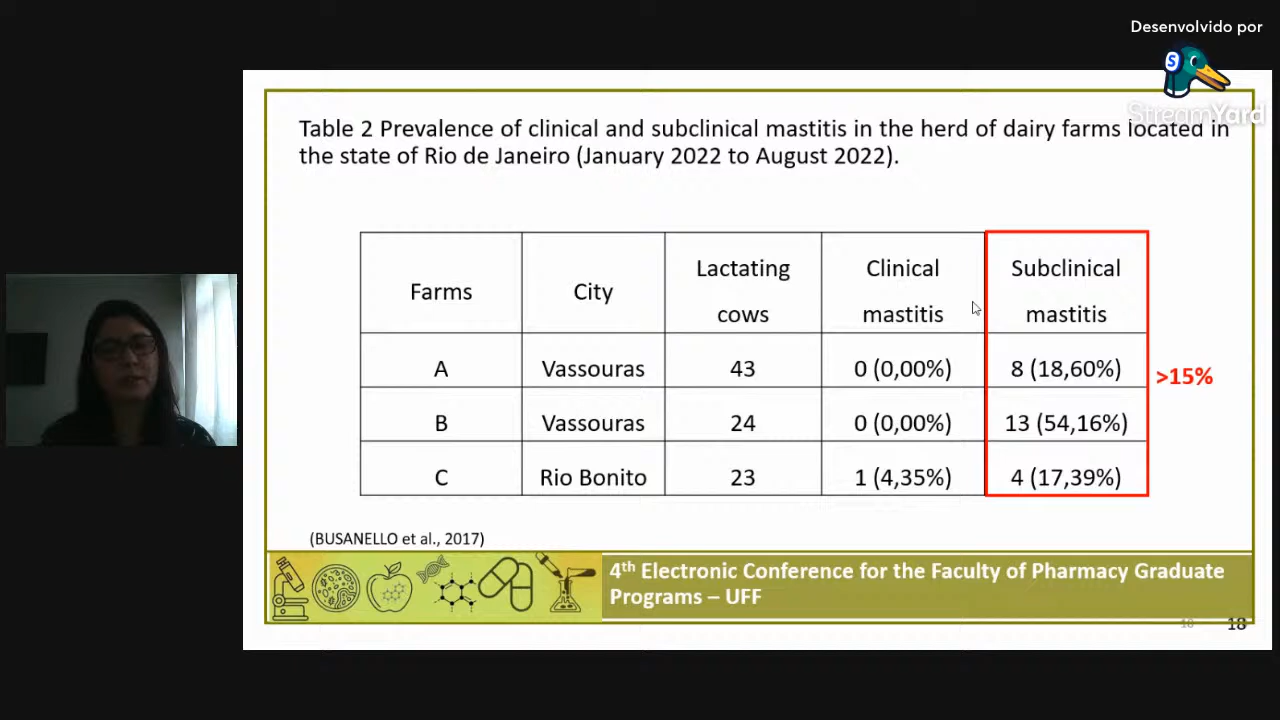 Desenvolvido por
StreamYard
Table 2 Prevalence of clinical and subclinical mastitis in the herd of dairy farms located in
the state of Rio de Janeiro (January 2022 to August 2022).
Farms
City
Lactating
cows
Clinical
mastitis
Subclinical
mastitis
A
Vassouras
43
0 (0,00%)
8 (18,60%)
>15%
B
Vassouras
24
0 (0,00%)
13 (54,16%)
C
Rio Bonito
23
1 (4,35%)
4 (17,39%)
(BUSANELLO et al., 2017)
4th Electronic Conference for the Faculty of Pharmacy Graduate
Programs – UFF
18
18